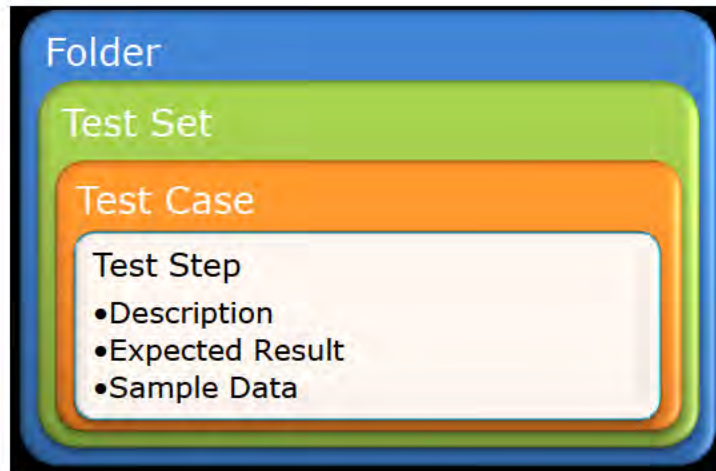 Folder
Test Set
Test Case
Test Step
•Description
•Expected Result
•Sample Data